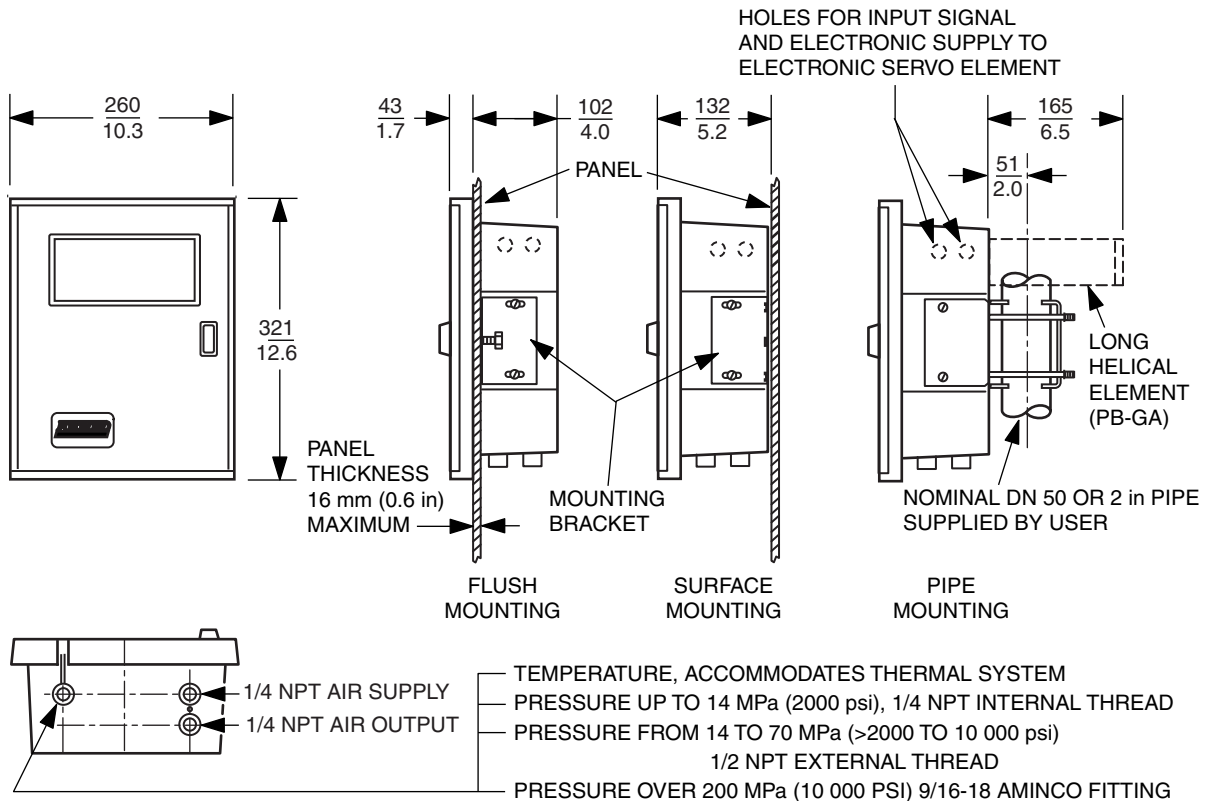 HOLES FOR INPUT SIGNAL
AND ELECTRONIC SUPPLY TO
ELECTRONIC SERVO ELEMENT
260
10.3
43
1.7
102
4.0
132
5.2
165
6.5
51
2.0
PANEL
321
12.6
LONG
HELICAL
ELEMENT
(PB-GA)
PANEL
THICKNESS
16 mm (0.6 in)
MAXIMUM
MOUNTING
BRACKET
NOMINAL DN 50 OR 2 in PIPE
SUPPLIED BY USER
FLUSH
MOUNTING
SURFACE
MOUNTING
PIPE
MOUNTING
1/4 NPT AIR SUPPLY
1/4 NPT AIR OUTPUT
TEMPERATURE, ACCOMMODATES THERMAL SYSTEM
PRESSURE UP TO 14 MPa (2000 psi), 1/4 NPT INTERNAL THREAD
PRESSURE FROM 14 TO 70 MPa (>2000 TO 10 000 psi)
1/2 NPT EXTERNAL THREAD
PRESSURE OVER 200 MPa (10 000 PSI) 9/16-18 AMINCO FITTING